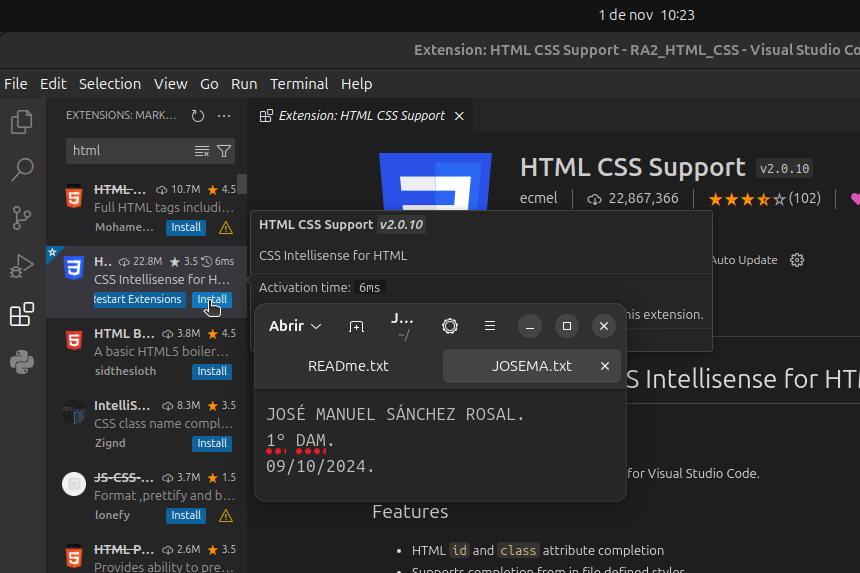 1 de nov 10:23
Extension: HTML CSS Support - RA2_HTML_CSS - Visual Studio Co
File Edit Selection View Go Run Terminal Help
EXTENSIONS: MARK... ...
html
HTML ... 10.7M 4.5
Full HTML tags includi...
Mohame... Install
H.. 22.8M 3.5 6ms
CSS Intellisense for H...
Restart Extensions Install
HTML B... 3.8M 4.5
A basic HTML5 boiler...
sidthesloth Install
IntelliS... 8.3M 3.5
CSS class name compl...
Zignd Install
JS-CSS-... 3.7M 1.5
Format ,prettify and b...
lonefy Install
HTML P... 2.6M 3.5
Provides ability to pre...
Extension: HTML CSS Support
HTML CSS Support v2.0.10
ecmel 22,867,366 (102)
Auto Update
HTML CSS Support v2.0.10
CSS Intellisense for HTML
Activation time: 6ms
his extension.
Abrir J... ~/
READme.txt JOSEMA.txt
JOSÉ MANUEL SÁNCHEZ ROSAL.
1º DAM.
09/10/2024.
S Intellisense for HTM
for Visual Studio Code.
Features
• HTML id and class attribute completion
• Supports completion from in file defined styles